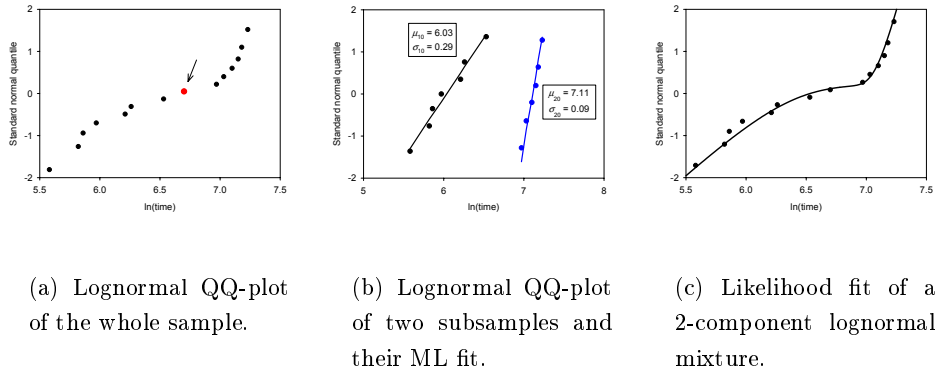 2
1
0
-1
-2
Standard normal quantile
5.5
6.0
6.5
7.0
7.5
ln(time)
2
1
0
-1
-2
Standard normal quantile
μ10 = 6.03
σ10 = 0.29
μ20 = 7.11
σ20 = 0.09
5
6
7
8
ln(time)
2
1
0
-1
-2
Standard normal quantile
5.5
6.0
6.5
7.0
7.5
ln(time)
(a) Lognormal QQ-plot
of the whole sample.
(b) Lognormal QQ-plot
of two subsamples and
their ML fit.
(c) Likelihood fit of a
2-component lognormal
mixture.